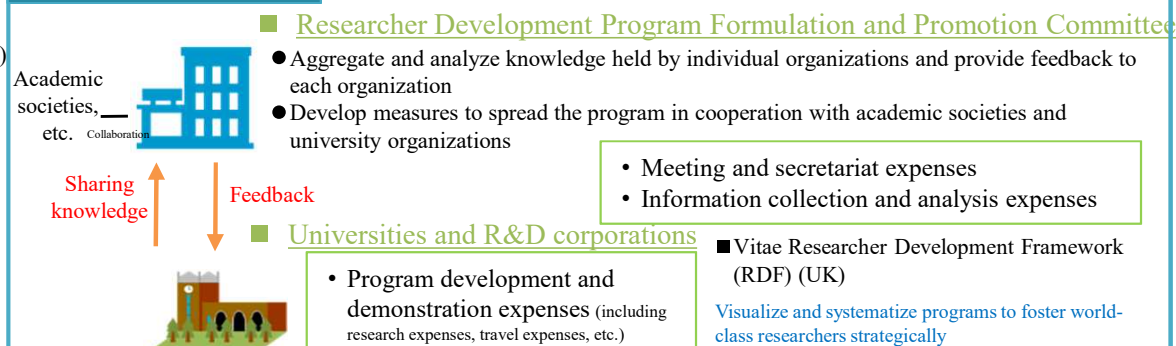 ■ Researcher Development Program Formulation and Promotion Committee
)
● Aggregate and analyze knowledge held by individual organizations and provide feedback to
each organization
● Develop measures to spread the program in cooperation with academic societies and
university organizations
Academic
societies,
etc.
Collaboration
• Meeting and secretariat expenses
• Information collection and analysis expenses
Sharing
knowledge
Feedback
■ Universities and R&D corporations
• Program development and
demonstration expenses (including
research expenses, travel expenses, etc.)
■Vitae Researcher Development Framework
(RDF) (UK)
Visualize and systematize programs to foster world-
class researchers strategically